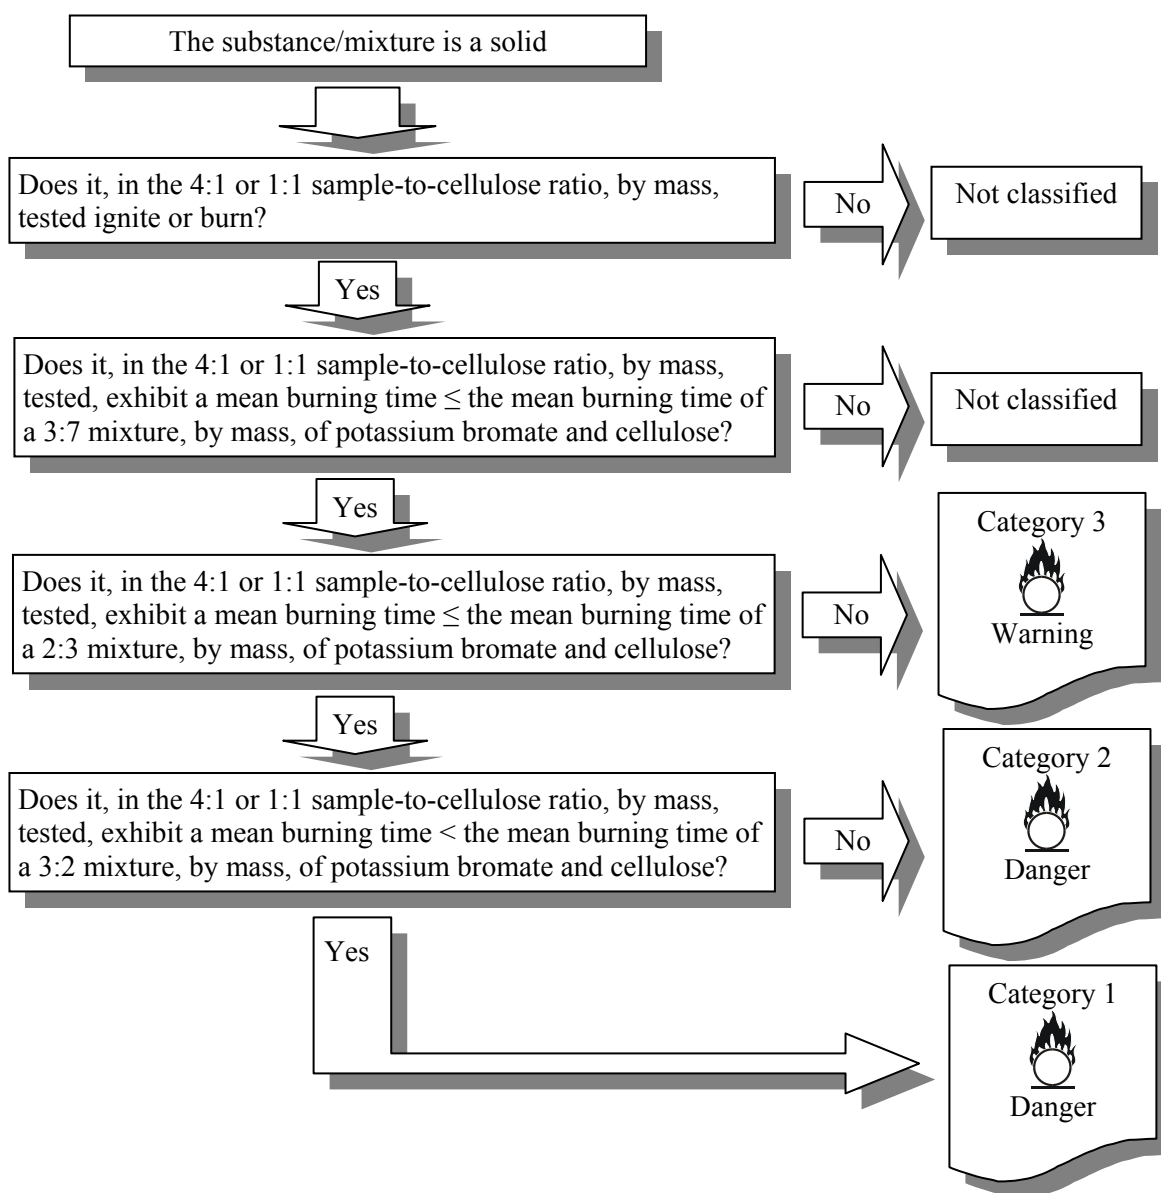 The substance/mixture is a solid
Does it, in the 4:1 or 1:1 sample-to-cellulose ratio, by mass,
tested ignite or burn?
No
Not classified
Yes
Does it, in the 4:1 or 1:1 sample-to-cellulose ratio, by mass,
tested, exhibit a mean burning time ≤ the mean burning time of
a 3:7 mixture, by mass, of potassium bromate and cellulose?
No
Not classified
Yes
Does it, in the 4:1 or 1:1 sample-to-cellulose ratio, by mass,
tested, exhibit a mean burning time ≤ the mean burning time of
a 2:3 mixture, by mass, of potassium bromate and cellulose?
No
Category 3
Warning
Yes
Does it, in the 4:1 or 1:1 sample-to-cellulose ratio, by mass,
tested, exhibit a mean burning time < the mean burning time of
a 3:2 mixture, by mass, of potassium bromate and cellulose?
No
Category 2
Danger
Yes
Category 1
Danger